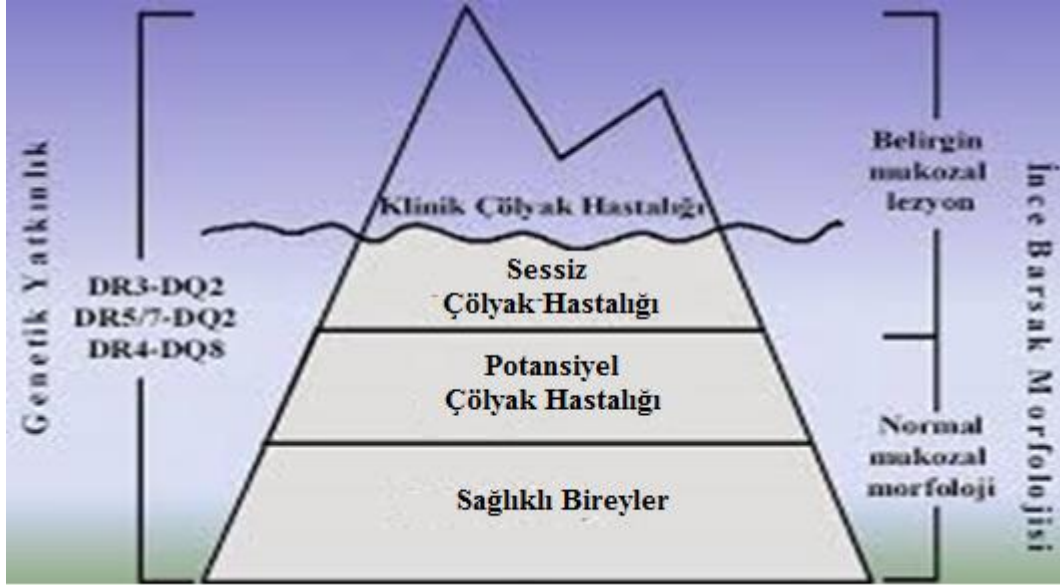 Genetik Yatkınlık
DR3-DQ2
DR5/7-DQ2
DR4-DQ8
Klinik Çölyak Hastalığı
Sessiz
Çölyak Hastalığı
Potansiyel
Çölyak Hastalığı
Sağlıklı Bireyler
Belirgin
mukozal
lezyon
Normal
mukozal
morfoloji
İnce Barsak Morfolojisi